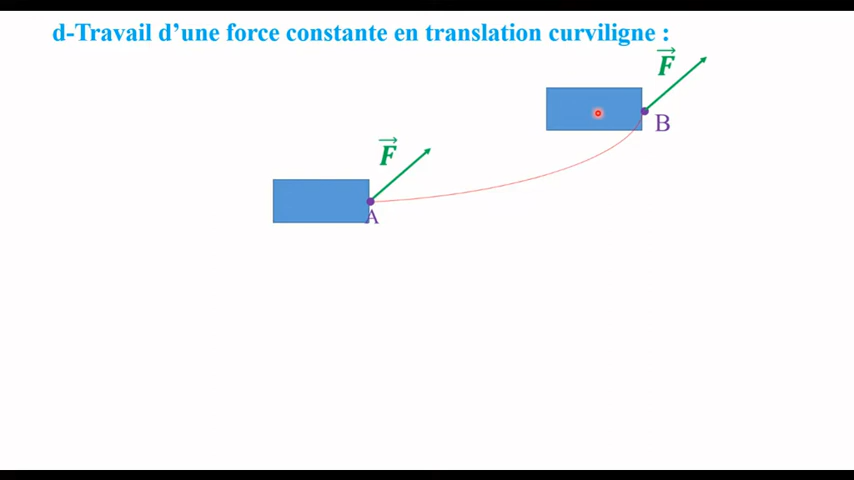 d-Travail d’une force constante en translation curviligne :
F
B
F
A